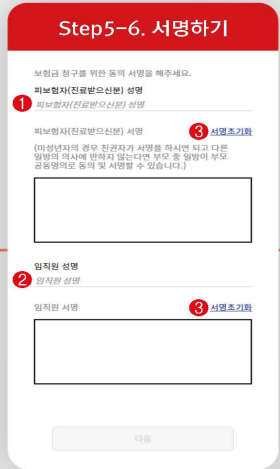 Step5-6. 서명하기
보험금 청구를 위한 동의 서명을 해주세요.
피보험자(진료받으신분) 성명
1 피보험자(진료받으신분) 성명
피보험자(진료받으신분) 서명 3 서명초기화
(미성년자의 경우 친권자가 서명을 하시면 되고 다른
일방의 의사에 반하지 않는다면 부모 중 일방이 부모
공동명의로 동의 및 서명할 수 있습니다.)
임직원 성명
2 임직원 성명
임직원 서명 3 서명초기화
다음